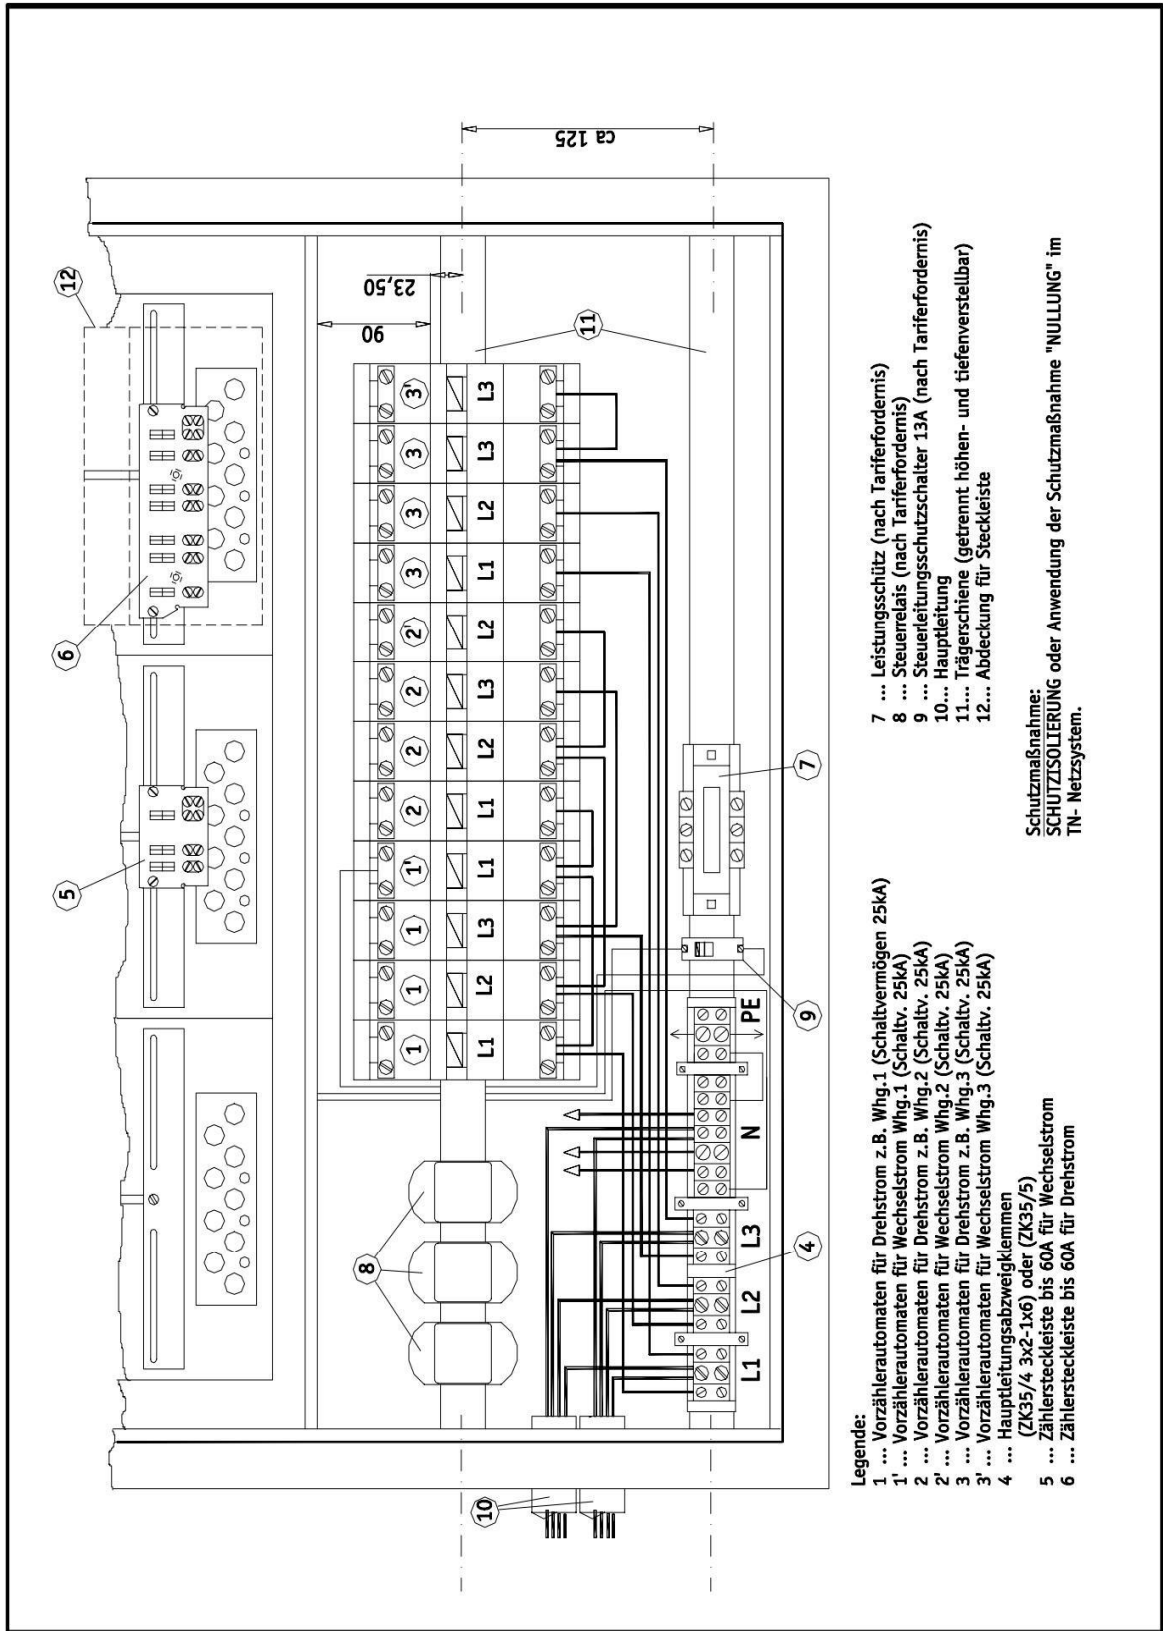 12
6
5
ca 125
23,50
90
11
1 1 1 1' 2 2 2 2' 3 3 3 3'
L1 L2 L3 L1 L1 L2 L3 L2 L1 L2 L3 L3
8
10
L1 L2 L3 N PE
4
9
7
Legende:
1 ... Vorzählerautomaten für Drehstrom z.B. Whg.1 (Schaltvermögen 25kA)
1' ... Vorzählerautomaten für Wechselstrom Whg.1 (Schaltv. 25kA)
2 ... Vorzählerautomaten für Drehstrom z.B. Whg.2 (Schaltv. 25kA)
2' ... Vorzählerautomaten für Wechselstrom Whg.2 (Schaltv. 25kA)
3 ... Vorzählerautomaten für Drehstrom z.B. Whg.3 (Schaltv. 25kA)
3' ... Vorzählerautomaten für Wechselstrom Whg.3 (Schaltv. 25kA)
4 ... Hauptleitungsabzweigklemmen
(ZK35/4 3x2-1x6) oder (ZK35/5)
5 ... Zählersteckleiste bis 60A für Wechselstrom
6 ... Zählersteckleiste bis 60A für Drehstrom
7 ... Leistungsschütz (nach Tariferfordernis)
8 ... Steuerrelais (nach Tariferfordernis)
9 ... Steuerleitungsschutzschalter 13A (nach Tariferfordernis)
10... Hauptleitung
11... Trägerschiene (getrennt höhen- und tiefenverstellbar)
12... Abdeckung für Steckleiste
Schutzmaßnahme:
SCHUTZISOLIERUNG oder Anwendung der Schutzmaßnahme "NULLUNG" im
TN- Netzsystem.